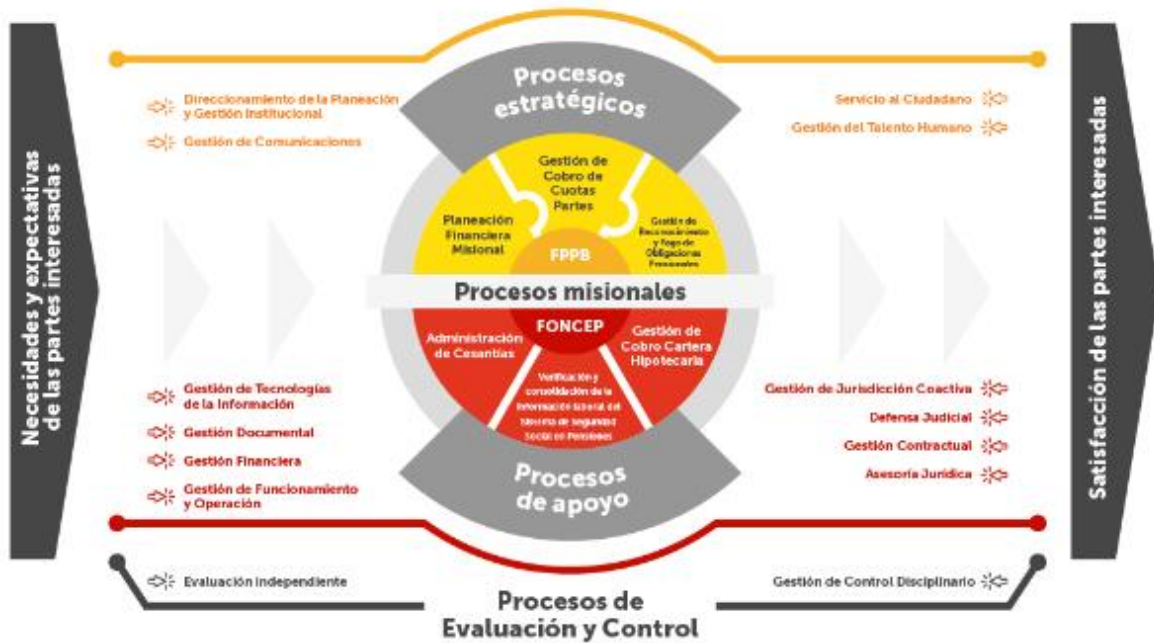 Necesidades y expectativas
de las partes interesadas
Procesos
estratégicos
Direccionamiento de la Planeación
y Gestión Institucional
Gestión de Comunicaciones
Servicio al Ciudadano
Gestión del Talento Humano
Planeación
Financiera
Misional
Gestión de
Cobro de
Cuotas
Partes
Gestión de
Reconocimiento
y Pago de
Obligaciones
Pensionales
FPPB
Procesos misionales
FONCEP
Administración
de Cesantías
Verificación y
consolidación de la
información laboral del
Sistema de Seguridad
Social en Pensiones
Gestión de
Cobro Cartera
Hipotecaria
Gestión de Tecnologías
de la Información
Gestión Documental
Gestión Financiera
Gestión de Funcionamiento
y Operación
Gestión de Jurisdicción Coactiva
Defensa Judicial
Gestión Contractual
Asesoría Jurídica
Procesos
de apoyo
Evaluación independiente
Gestión de Control Disciplinario
Procesos de
Evaluación y Control
Satisfacción de las partes interesadas